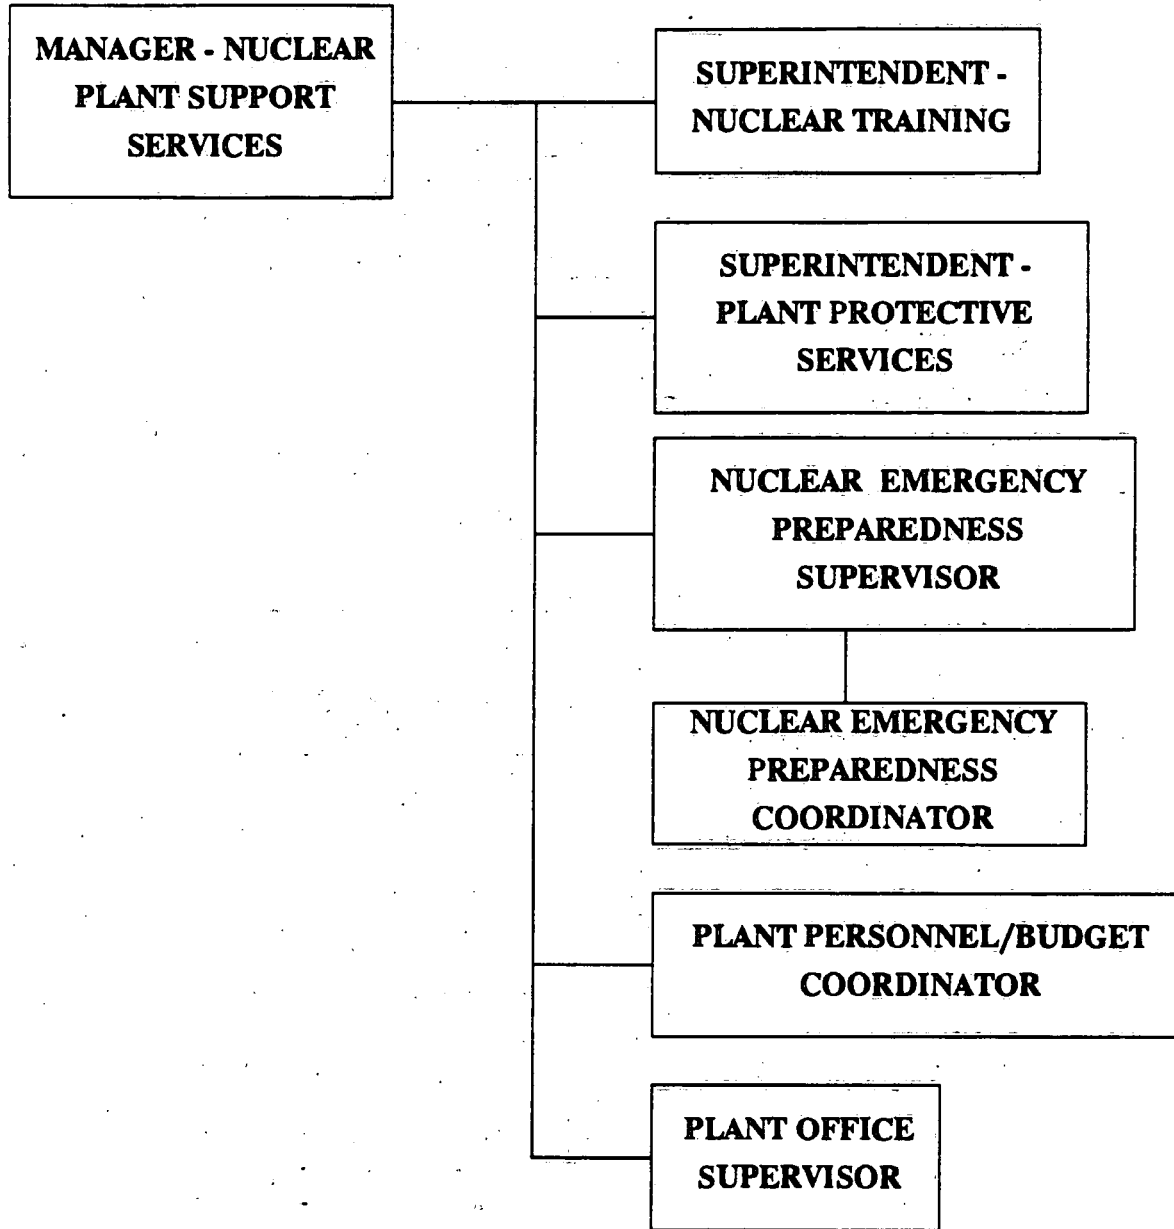 MANAGER - NUCLEAR
PLANT SUPPORT
SERVICES
SUPERINTENDENT -
NUCLEAR TRAINING
SUPERINTENDENT -
PLANT PROTECTIVE
SERVICES
NUCLEAR EMERGENCY
PREPAREDNESS
SUPERVISOR
NUCLEAR EMERGENCY
PREPAREDNESS
COORDINATOR
PLANT PERSONNEL/BUDGET
COORDINATOR
PLANT OFFICE
SUPERVISOR